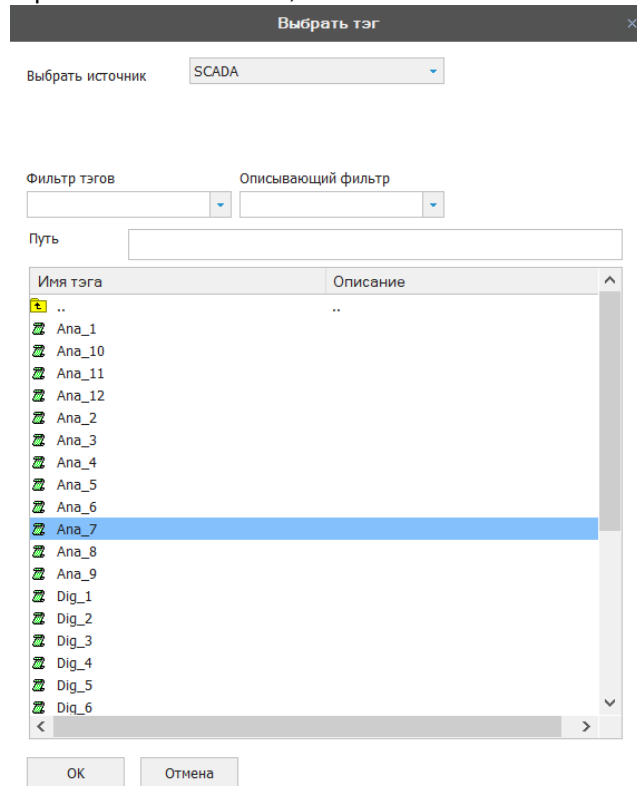 Выбрать тэг
Выбрать источник SCADA
Фильтр тэгов Описывающий фильтр
Путь
Имя тэга Описание
.. ..
Ana_1
Ana_10
Ana_11
Ana_12
Ana_2
Ana_3
Ana_4
Ana_5
Ana_6
Ana_7
Ana_8
Ana_9
Dig_1
Dig_2
Dig_3
Dig_4
Dig_5
Dig_6
OK Отмена